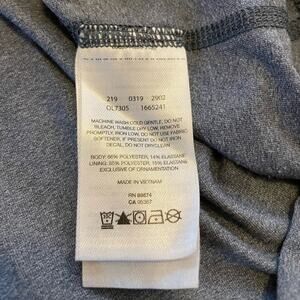 219 0319 2902
OL7305 1665241
MACHINE WASH COLD GENTLE, DO NOT
BLEACH, TUMBLE DRY LOW, REMOVE
PROMPTLY, IRON LOW, DO NOT USE FABRIC
SOFTENER, IF PRESENT DO NOT IRON
DECAL, DO NOT DRYCLEAN
BODY: 86% POLYESTER, 14% ELASTANE
LINING: 85% POLYESTER, 15% ELASTANE
EXCLUSIVE OF ORNAMENTATION
MADE IN VIETNAM
RN 89874
CA 05367